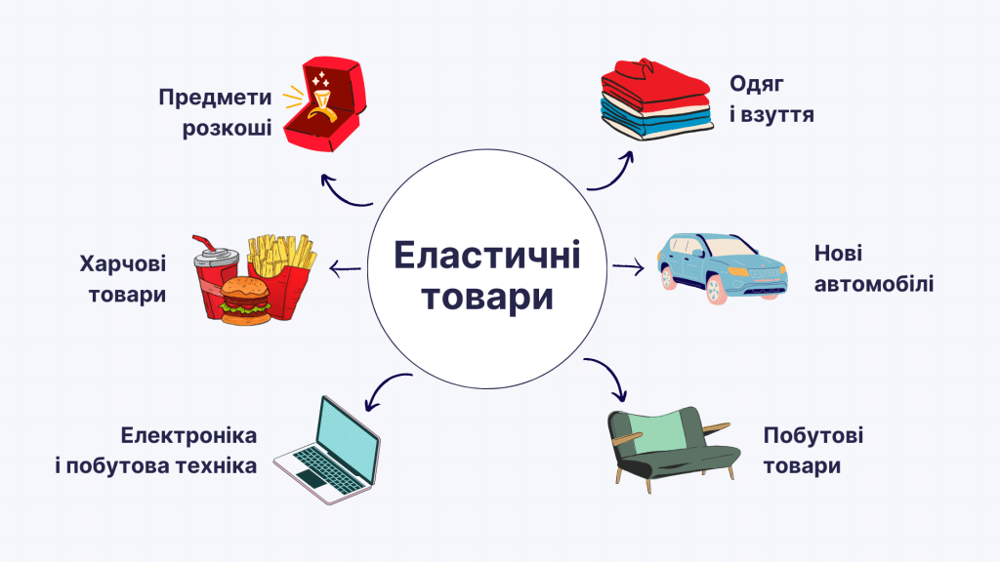 Предмети
розкоші
Одяг
і взуття
Еластичні
товари
Харчові
товари
Нові
автомобілі
Електроніка
і побутова техніка
Побутові
товари